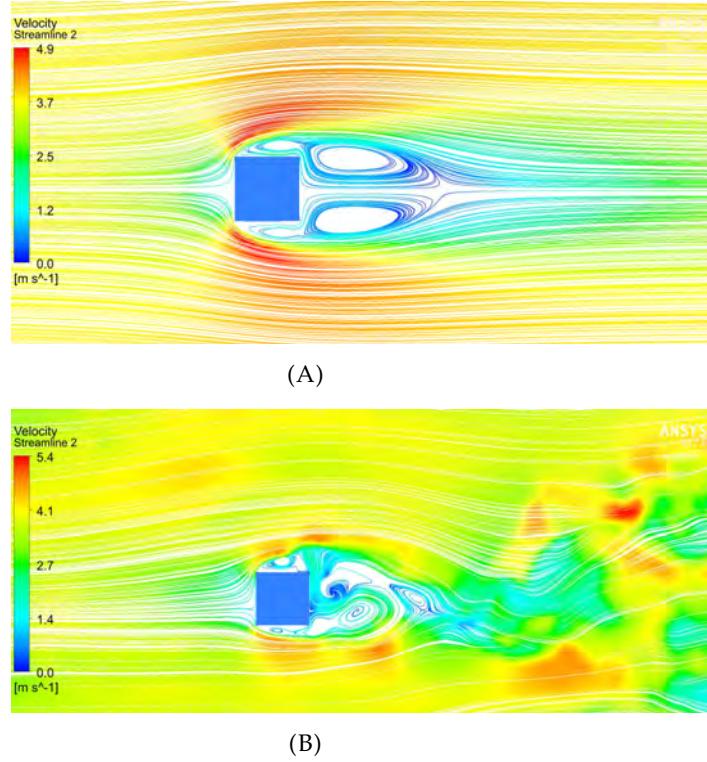 Velocity
Streamline 2
4.9
3.7
2.5
1.2
0.0
[m s^-1]
(A)
Velocity
Streamline 2
ANSYS
5.4
4.1
2.7
1.4
0.0
[m s^-1]
(B)